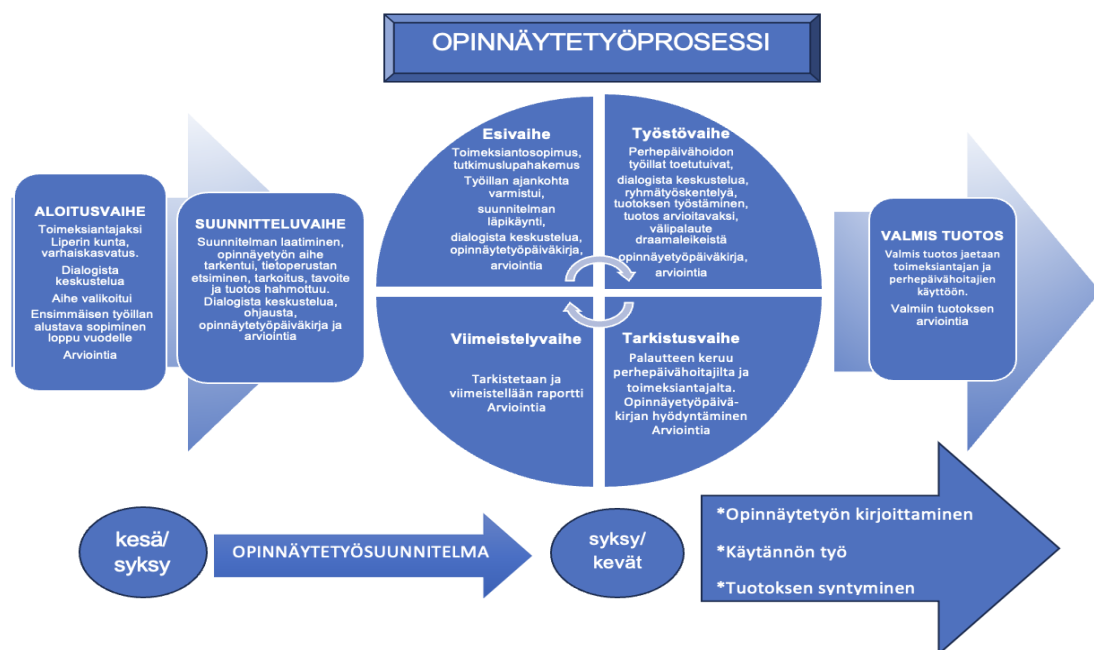 OPINNÄYTETYÖPROSESSI
ALOITUSVAIHE
Toimeksiantajaksi
Liperin kunta,
varhaiskasvatus.
Dialogista
keskustelua
Aihe valikoitui
Ensimmäisen työillan
alustava sopiminen
loppu vuodelle
Arviointia
SUUNNITTELUVAIHE
Suunnitelman laatiminen,
opinnäyetyön aihe
tarkentui, tietoperustan
etsiminen, tarkoitus, tavoite
ja tuotos hahmottuu.
Dialogista keskustelua,
ohjausta,
opinnäytetyöpäiväkirja ja
arviointia
Esivaihe
Toimeksiantosopimus,
tutkimuslupahakemus
Työillan ajankohta
varmistui,
suunnitelman
läpikäynti,
dialogista keskustelua,
opinnäytetyöpäiväkirja,
arviointia
Työstövaihe
Perhepäivähoidon
työillat toetutuivat,
dialogista keskustelua,
ryhmätyöskentelyä,
tuotoksen työstäminen,
tuotos arvioitavaksi,
välipalaute
draamaleikeistä
opinnäyetyöpäiväkirja,
arviointia
Viimeistelyvaihe
Tarkistetaan ja
viimeistellään raportti
Arviointia
Tarkistusvaihe
Palautteen keruu
perhepäivähoitajilta ja
toimeksiantajalta.
Opinnäyetyöpäivä-
kirjan hyödyntäminen
Arviointia
VALMIS TUOTOS
Valmis tuotos jaetaan
toimeksiantajan ja
perhepäivähoitajien
käyttöön.
Valmiin tuotoksen
arviointia
kesä/
syksy
OPINNÄYTETYÖSUUNNITELMA
syksy/
kevät
*Opinnäytetyön kirjoittaminen
*Käytännön työ
*Tuotoksen syntyminen